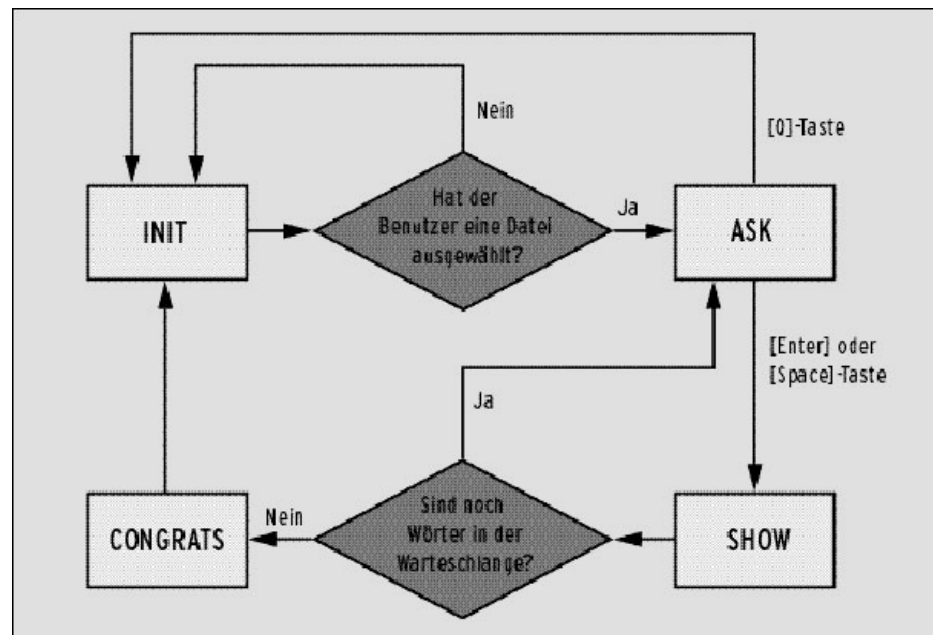 Nein
[Q]-Taste
INIT
Hat der
Benutzer eine Datei
ausgewählt?
Ja
ASK
[Enter] oder
[Space]-Taste
Ja
CONGRATS
Nein
Sind noch
Wörter in der
Warteschlange?
SHOW